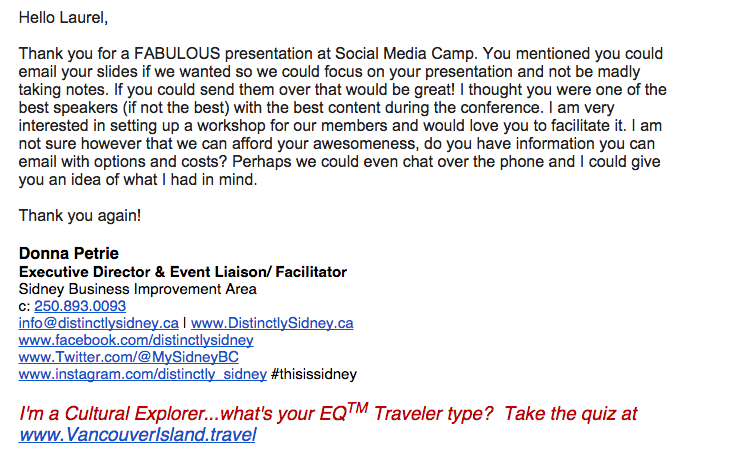 Hello Laurel,
Thank you for a FABULOUS presentation at Social Media Camp. You mentioned you could
email your slides if we wanted so we could focus on your presentation and not be madly
taking notes. If you could send them over that would be great! I thought you were one of the
best speakers (if not the best) with the best content during the conference. I am very
interested in setting up a workshop for our members and would love you to facilitate it. I am
not sure however that we can afford your awesomeness, do you have information you can
email with options and costs? Perhaps we could even chat over the phone and I could give
you an idea of what I had in mind.
Thank you again!
Donna Petrie
Executive Director & Event Liaison/ Facilitator
Sidney Business Improvement Area
c: 250.893.0093
info@distinctlysidney.ca | www.DistinctlySidney.ca
www.facebook.com/distinctlysidney
www.Twitter.com/@MySidneyBC
www.instagram.com/distinctly_sidney #thisissidney
I'm a Cultural Explorer...what's your EQTM Traveler type?  Take the quiz at
www.VancouverIsland.travel